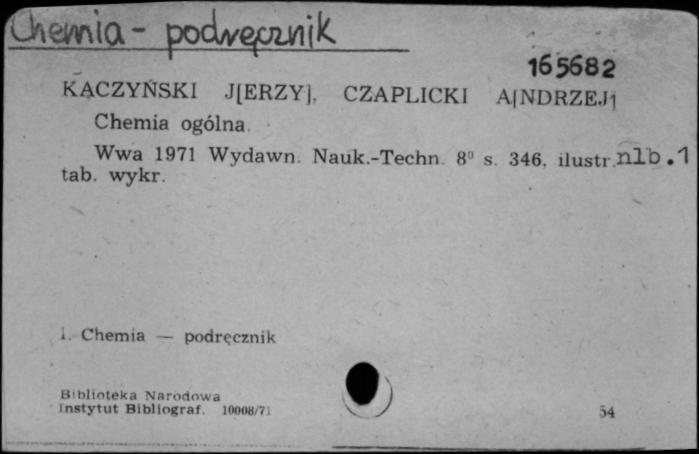 Chemia - podręcznik
165682
KACZYŃSKI J[ERZY], CZAPLICKI A[NDRZEJ]
Chemia ogólna.
Wwa 1971 Wydawn. Nauk.-Techn. 8° s. 346, ilustr. nlb.1
tab. wykr.
1. Chemia — podręcznik
Biblioteka Narodowa
Instytut Bibliograf. 10008/71
54